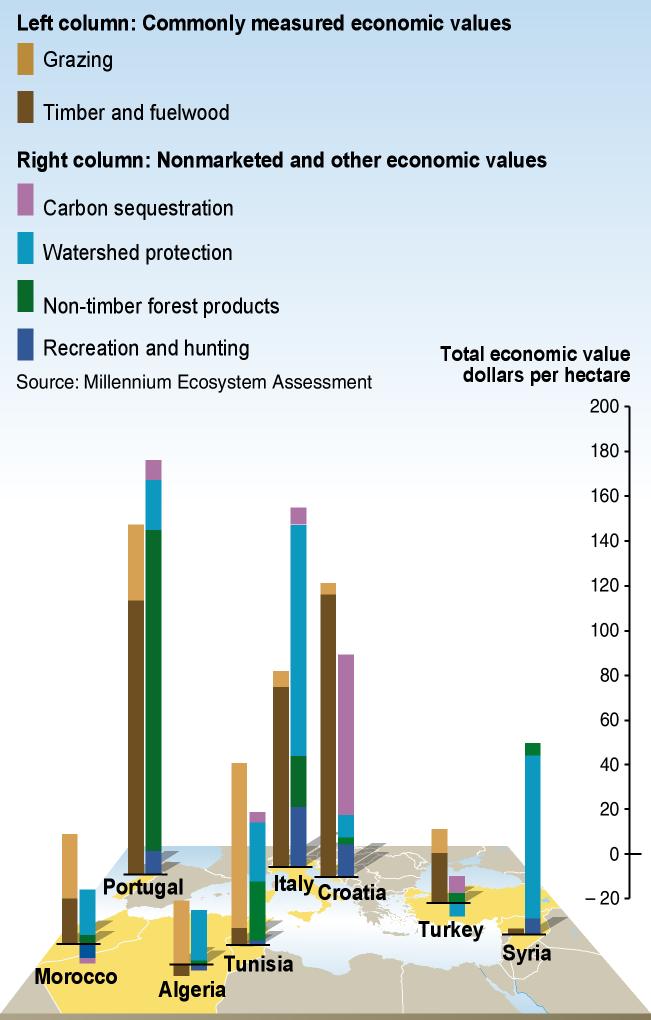 Left column: Commonly measured economic values
Grazing
Timber and fuelwood
Right column: Nonmarketed and other economic values
Carbon sequestration
Watershed protection
Non-timber forest products
Recreation and hunting
Source: Millennium Ecosystem Assessment
Total economic value
dollars per hectare
200
180
160
140
120
100
80
60
40
20
0
– 20
Portugal
Italy
Croatia
Turkey
Syria
Tunisia
Morocco
Algeria